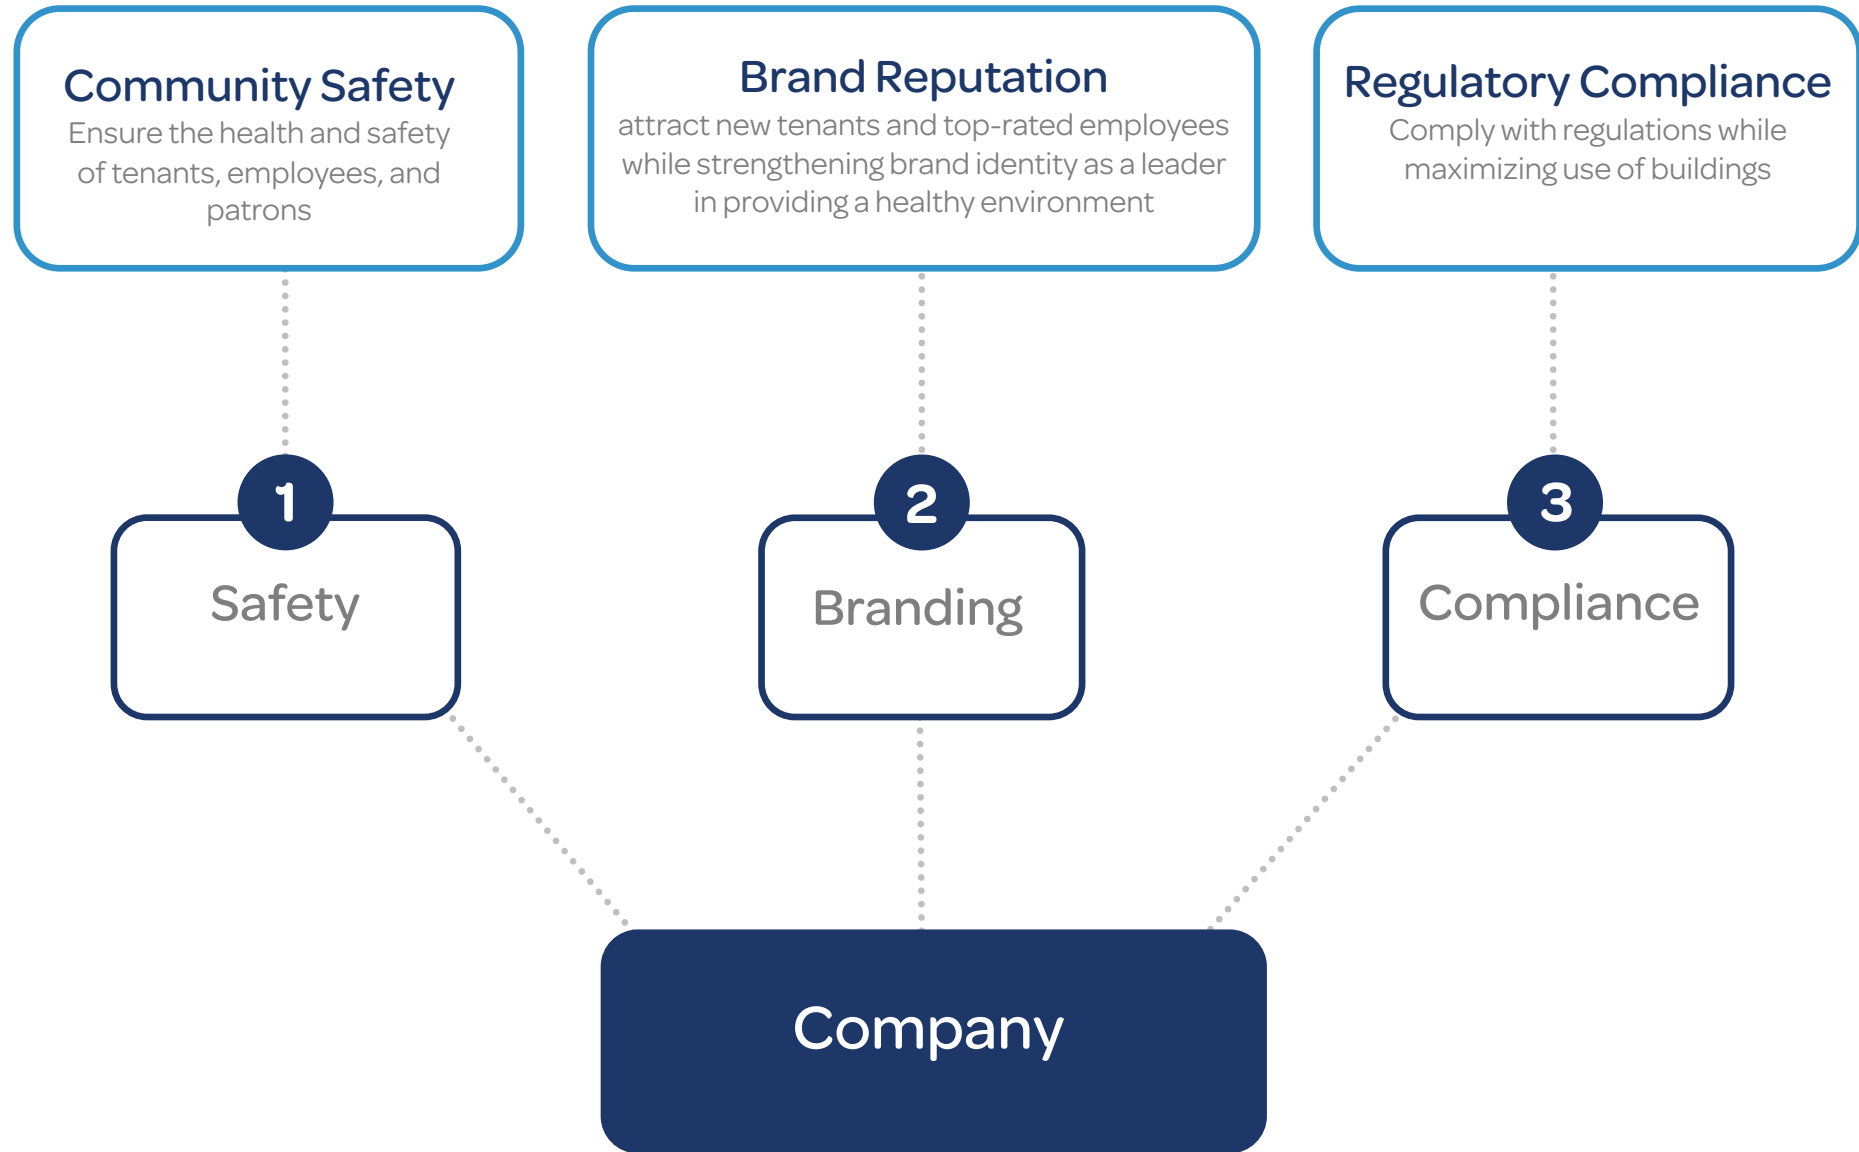 Community Safety
Ensure the health and safety
of tenants, employees, and
patrons
Brand Reputation
attract new tenants and top-rated employees
while strengthening brand identity as a leader
in providing a healthy environment
Regulatory Compliance
Comply with regulations while
maximizing use of buildings
1
Safety
2
Branding
3
Compliance
Company